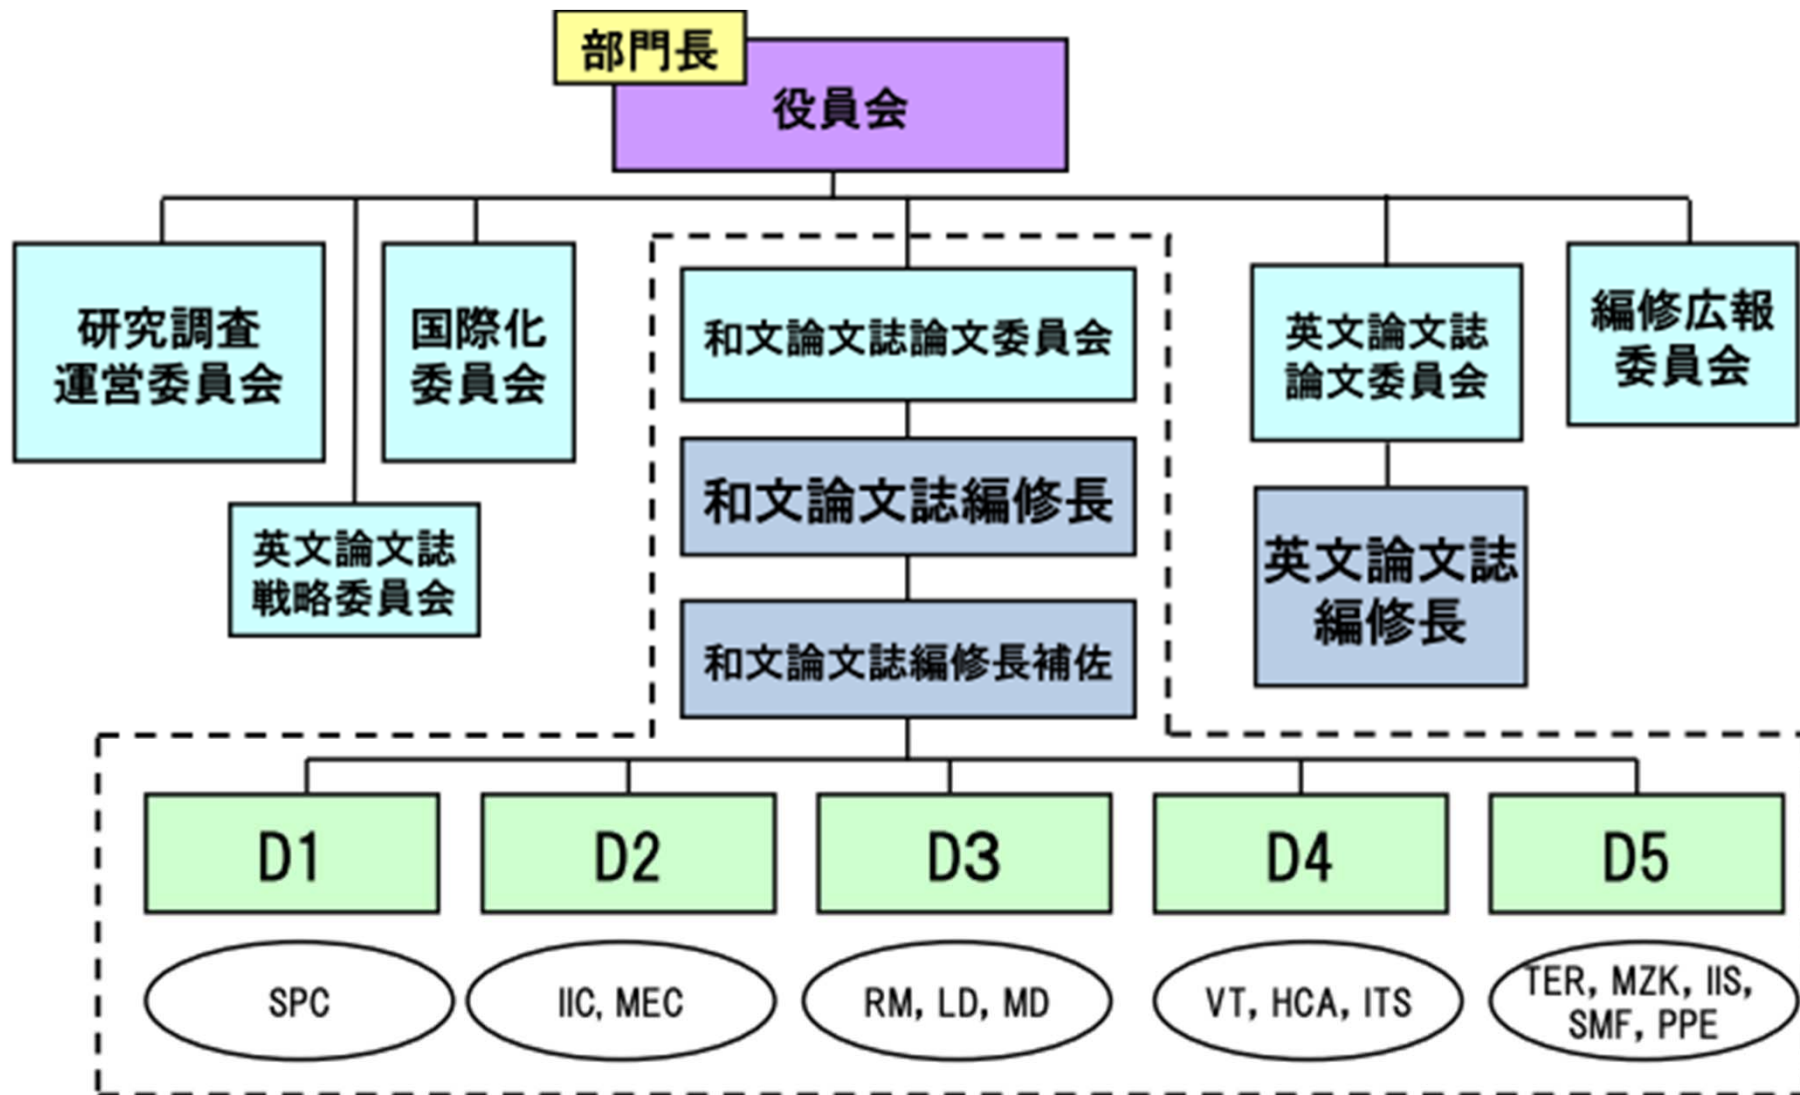 部門長
役員会
研究調査
運営委員会
国際化
委員会
和文論文誌論文委員会
英文論文誌
論文委員会
編修広報
委員会
英文論文誌
戦略委員会
和文論文誌編修長
英文論文誌
編修長
和文論文誌編修長補佐
D1
D2
D3
D4
D5
SPC
IIC, MEC
RM, LD, MD
VT, HCA, ITS
TER, MZK, IIS,
SMF, PPE